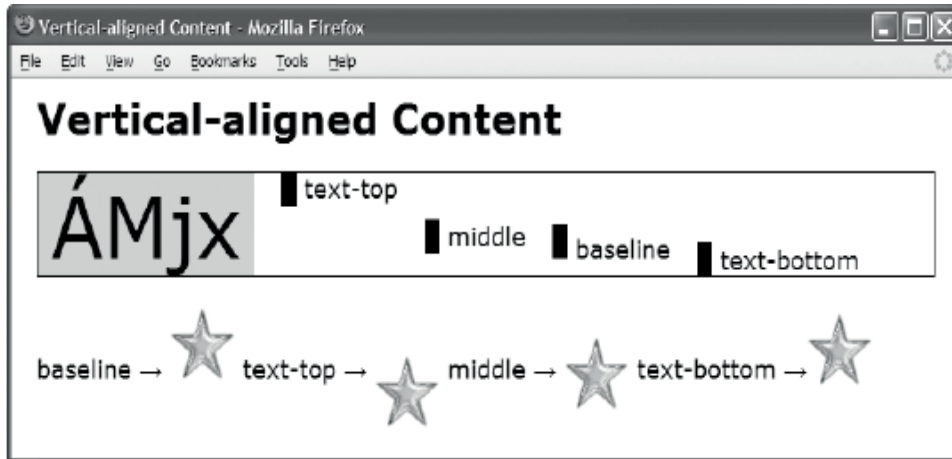 Vertical-aligned Content - Mozilla Firefox
File Edit View Go Bookmarks Tools Help
Vertical-aligned Content
ÁMjx text-top middle baseline text-bottom
baseline → text-top → middle → text-bottom →